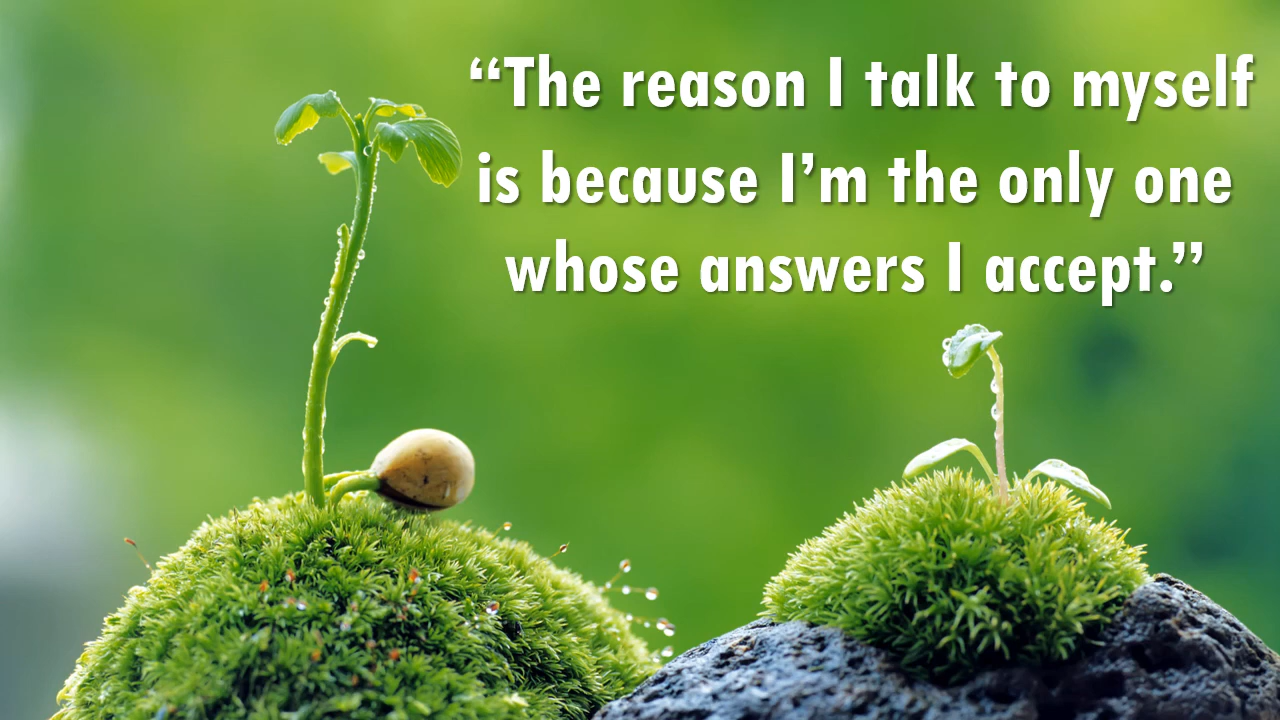 “The reason I talk to myself
is because I’m the only one
whose answers I accept.”